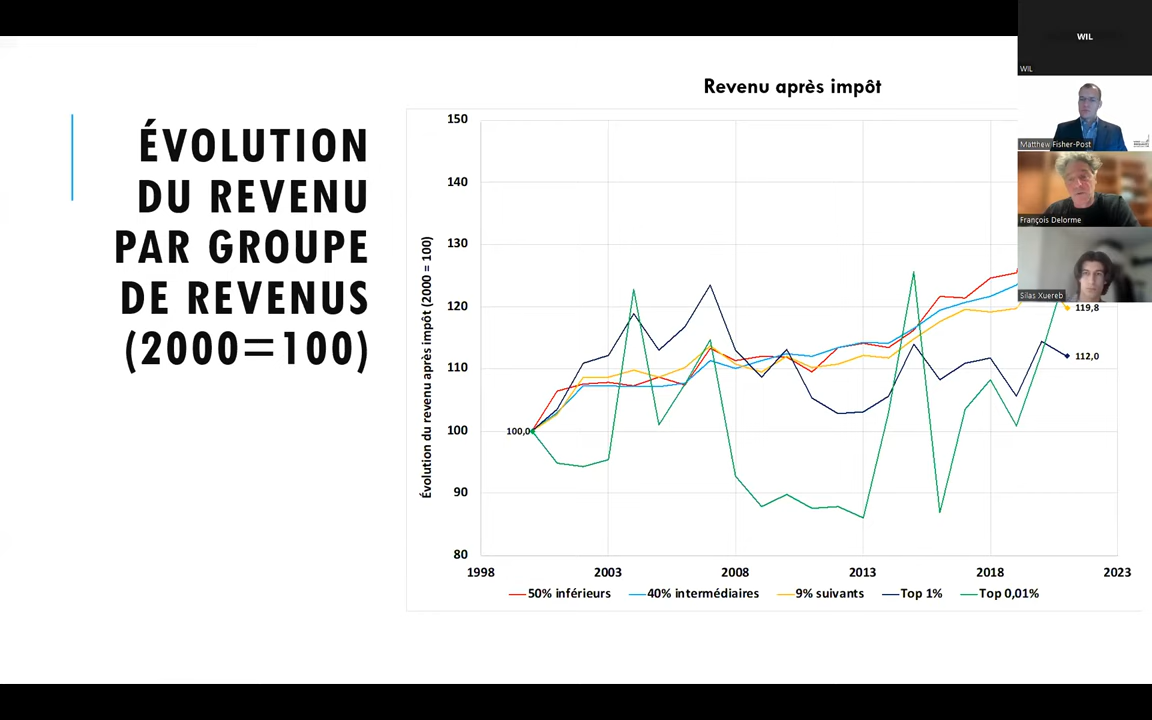 WIL
WIL
Matthew Fisher-Post
François Delorme
Silas Xuereb
ÉVOLUTION
DU REVENU
PAR GROUPE
DE REVENUS
(2000=100)
Revenu après impôt
Évolution du revenu après impôt (2000 = 100)
150
140
130
120
110
100
90
80
100,0
119,8
112,0
1998
2003
2008
2013
2018
2023
50% inférieurs
40% intermédiaires
9% suivants
Top 1%
Top 0,01%